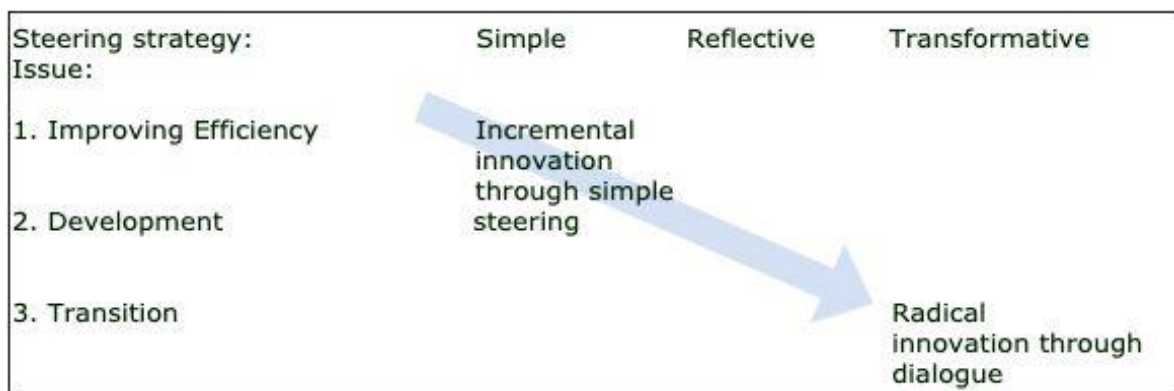 Steering strategy: Simple Reflective Transformative
Issue:
1. Improving Efficiency Incremental
innovation
through simple
2. Development steering
3. Transition Radical
innovation through
dialogue